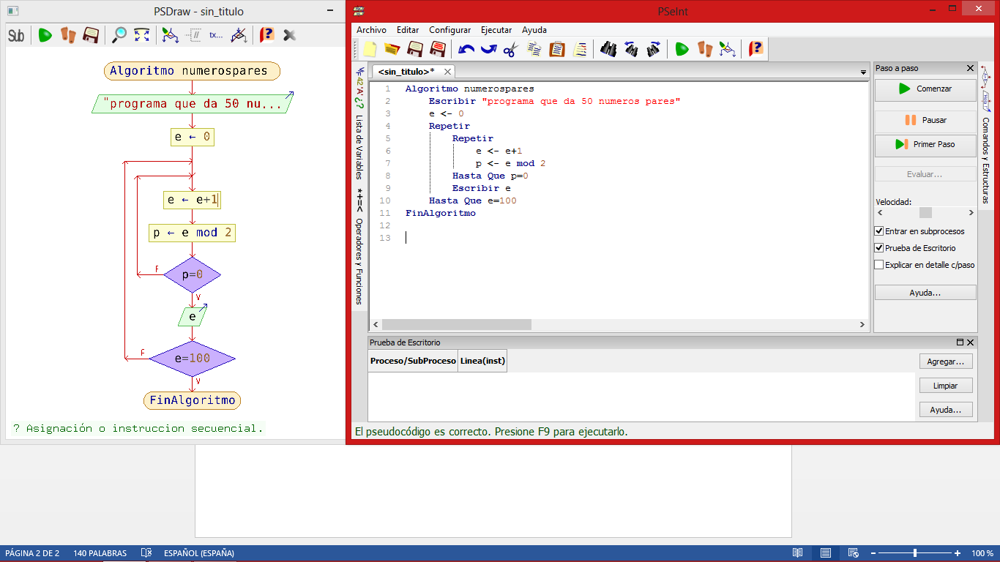 PSDraw - sin_titulo
Sub
tx...
Algoritmo numerospares
"programa que da 50 nu...
e ← 0
e ← e+1
p ← e mod 2
p=0
F
V
e
e=100
F
V
FinAlgoritmo
? Asignación o instruccion secuencial.
PSeInt
Archivo Editar Configurar Ejecutar Ayuda
Lista de Variables
Operadores y Funciones
<sin_titulo>*
1 Algoritmo numerospares
2 Escribir "programa que da 50 numeros pares"
3 e <- 0
4 Repetir
5 Repetir
6 e <- e+1
7 p <- e mod 2
8 Hasta Que p=0
9 Escribir e
10 Hasta Que e=100
11 FinAlgoritmo
12
13
Paso a paso
Comenzar
Pausar
Primer Paso
Evaluar...
Velocidad:
Entrar en subprocesos
Prueba de Escritorio
Explicar en detalle c/paso
Ayuda...
Comandos y Estructuras
Prueba de Escritorio
Proceso/SubProceso Linea(inst)
Agregar...
Limpiar
Ayuda...
El pseudocódigo es correcto. Presione F9 para ejecutarlo.
PÁGINA 2 DE 2 140 PALABRAS ESPAÑOL (ESPAÑA) 100 %